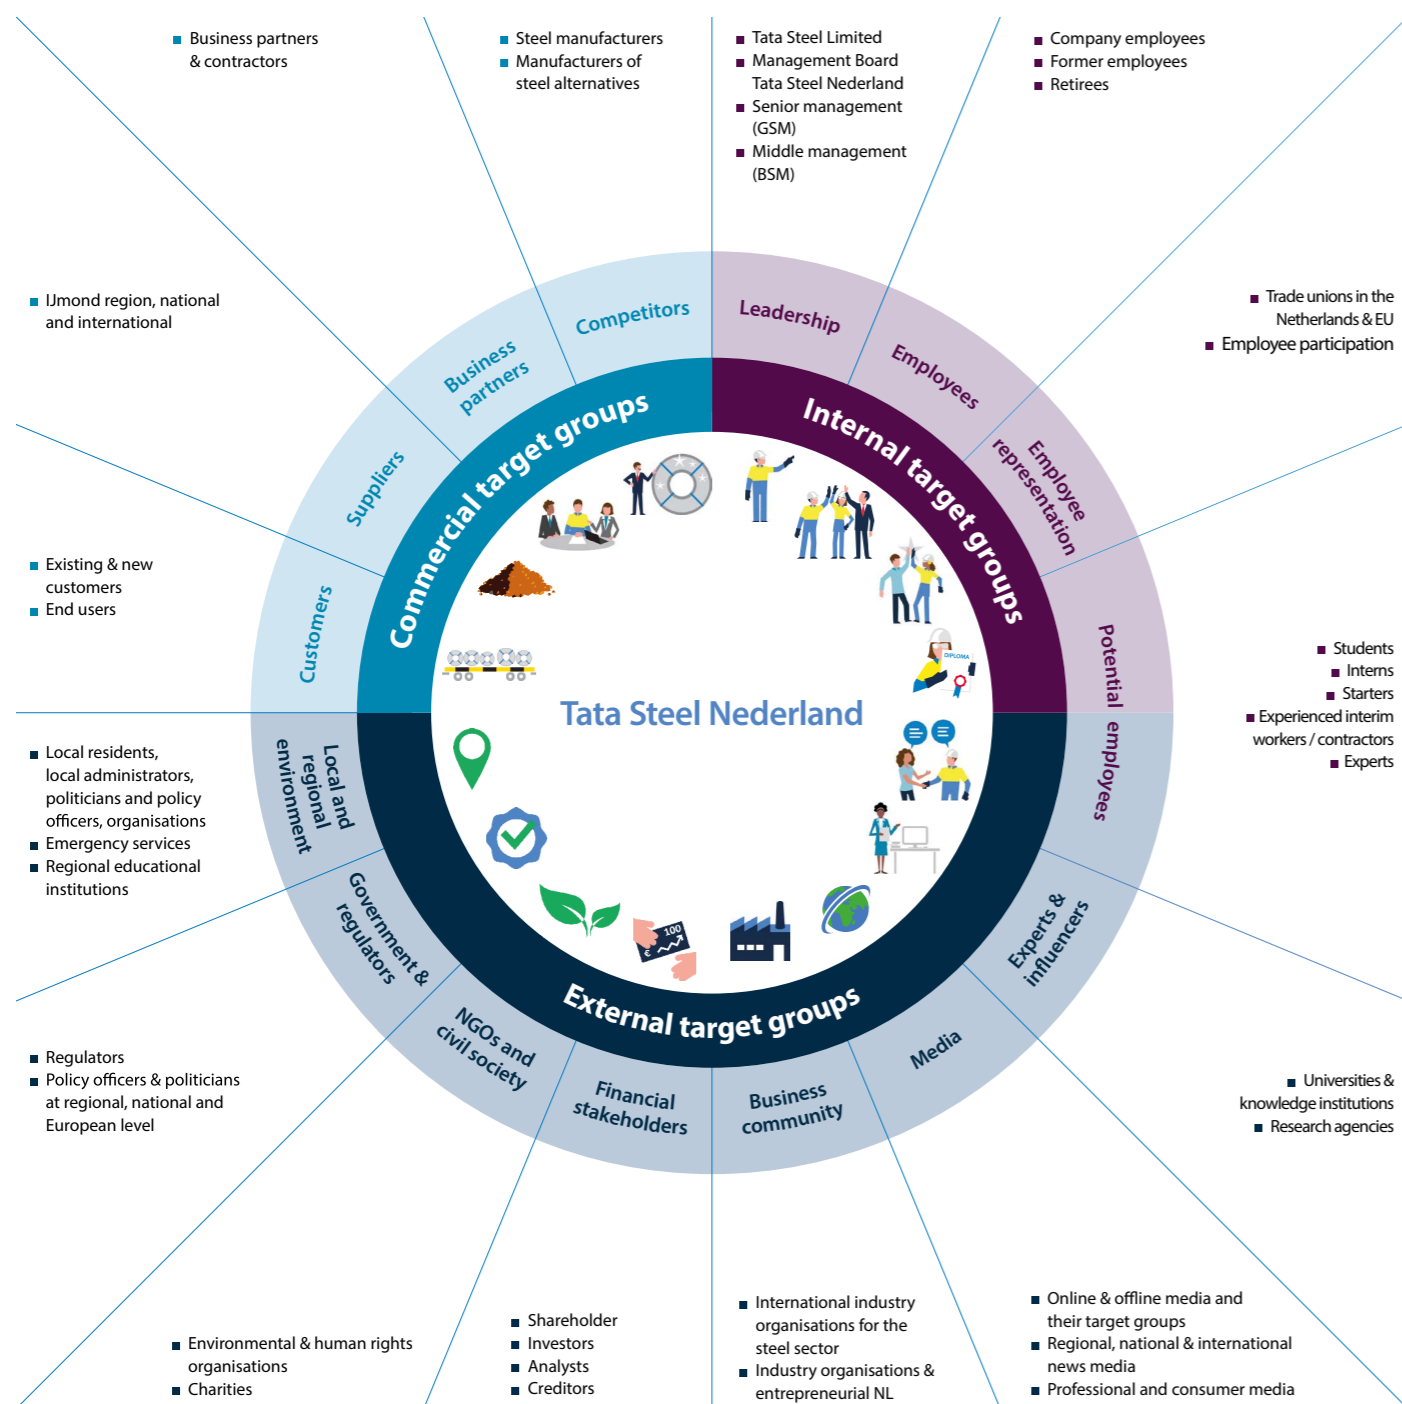 Business partners
& contractors
Steel manufacturers
Manufacturers of
steel alternatives
Tata Steel Limited
Management Board
Tata Steel Nederland
Senior management
(GSM)
Middle management
(BSM)
Company employees
Former employees
Retirees
IJmond region, national
and international
Trade unions in the
Netherlands & EU
Employee participation
Existing & new
customers
End users
Students
Interns
Starters
Experienced interim
workers / contractors
Experts
Competitors
Leadership
Business
partners
Employees
Suppliers
Employee
representation
Customers
Potential employees
Commercial target groups
Internal target groups
DIPLOMA
Tata Steel Nederland
Local residents,
local administrators,
politicians and policy
officers, organisations
Emergency services
Regional educational
institutions
Local and
regional
environment
Government &
regulators
Experts &
influencers
100
€
External target groups
NGOs and
civil society
Financial
stakeholders
Business
community
Media
Regulators
Policy officers & politicians
at regional, national and
European level
Universities &
knowledge institutions
Research agencies
Environmental & human rights
organisations
Charities
Shareholder
Investors
Analysts
Creditors
International industry
organisations for the
steel sector
Industry organisations &
entrepreneurial NL
Online & offline media and
their target groups
Regional, national & international
news media
Professional and consumer media